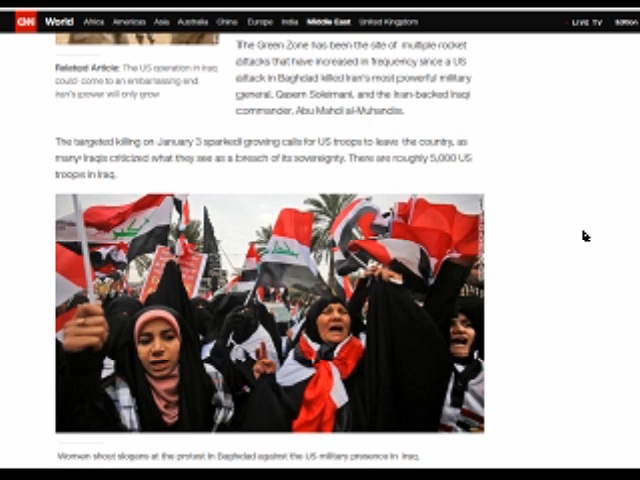 CNN World Africa Americas Asia Australia China Europe India Middle East United Kingdom LIVE TV Edition
The Green Zone has been the site of multiple rocket
attacks that have increased in frequency since a US
attack in Baghdad killed Iran's most powerful military
general, Qasem Soleimani, and the Iran-backed Iraqi
commander, Abu Mahdi al-Muhandiss.
Related Article: The US operation in Iraq
could come to an embarrassing end.
Iran's power will only grow
The targeted killing on January 3 sparked growing calls for US troops to leave the country, as
many Iraqis criticized what they see as a breach of its sovereignty. There are roughly 5,000 US
troops in Iraq.
Women shout slogans at the protest in Baghdad against the US military presence in Iraq.